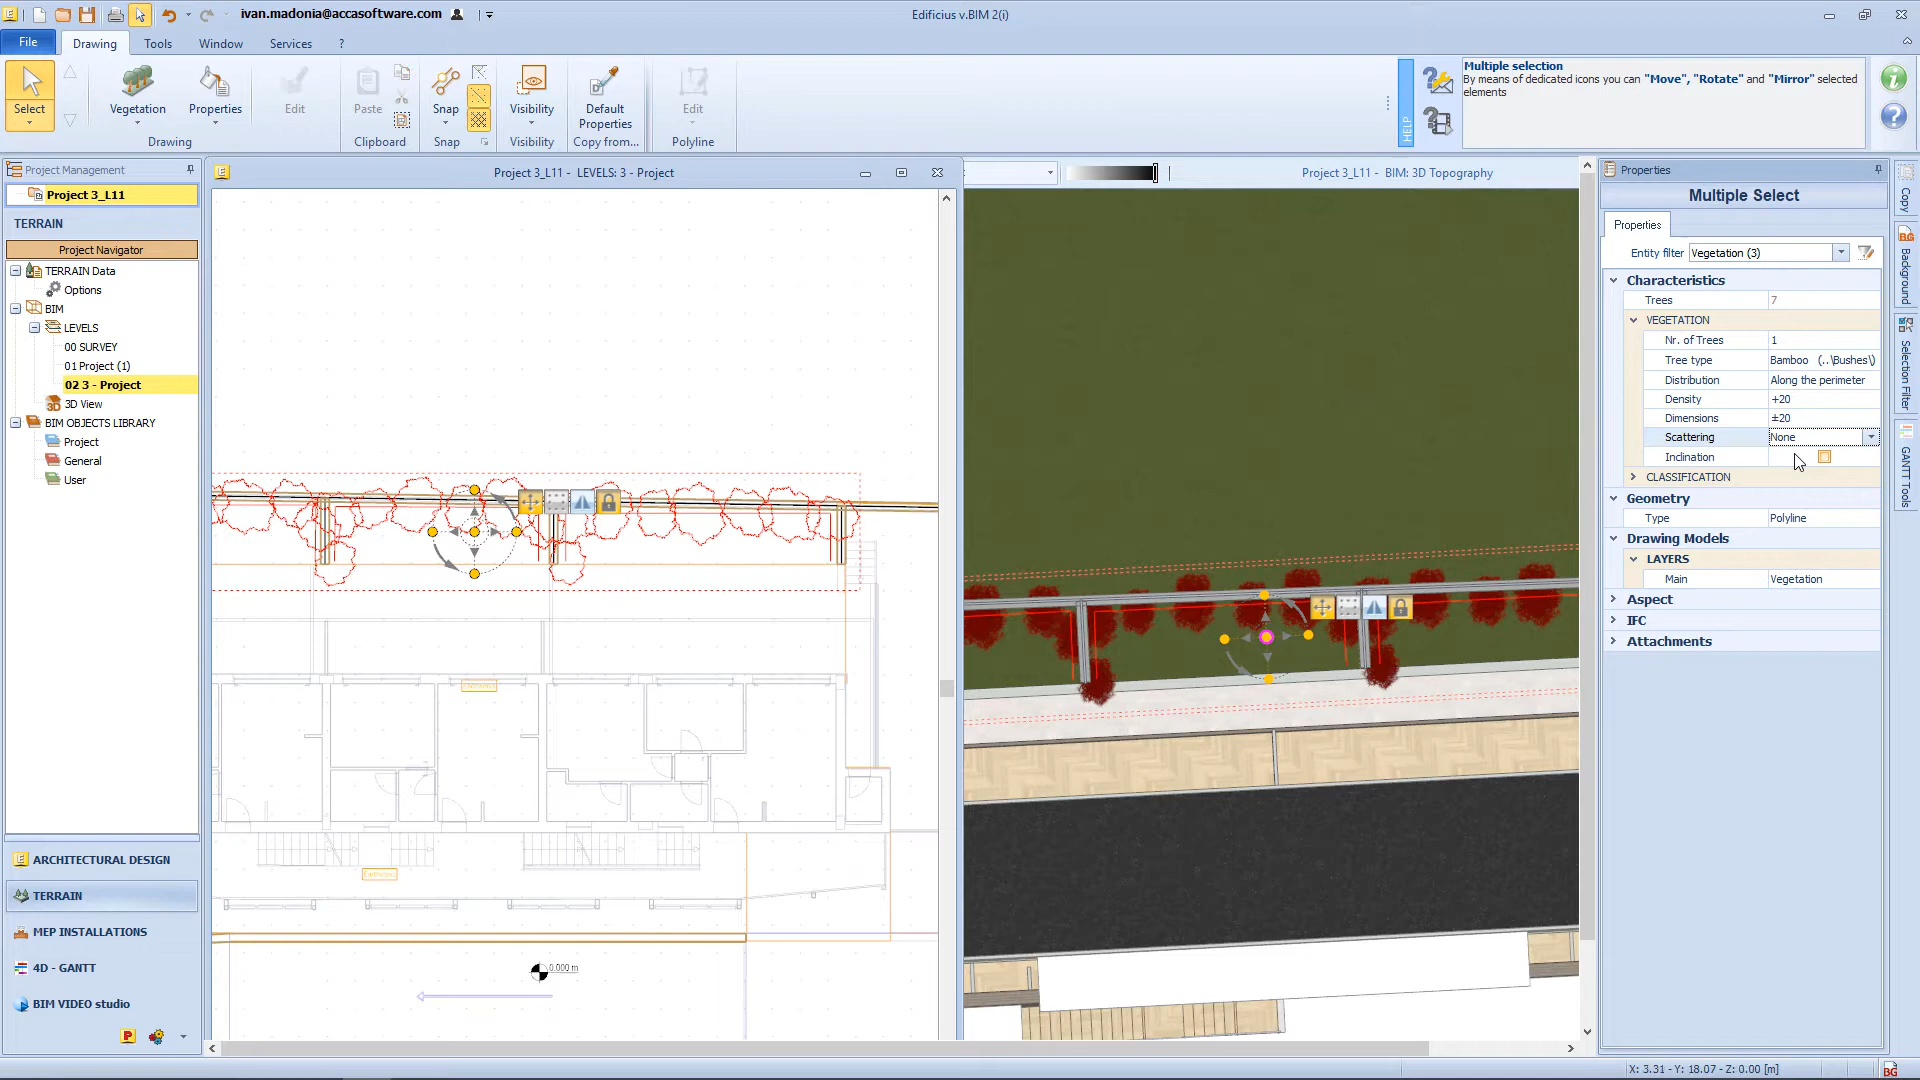 ivan.madonia@accasoftware.com
Edificius v.BIM 2(i)
File
Drawing
Tools
Window
Services
?
Select
Vegetation
Properties
Edit
Paste
Snap
Visibility
Default Properties
Edit
Drawing
Clipboard
Snap
Visibility
Copy from...
Polyline
HELP
Multiple selection
By means of dedicated icons you can "Move", "Rotate" and "Mirror" selected
elements
Project Management
Project 3_L11
TERRAIN
Project Navigator
TERRAIN Data
Options
BIM
LEVELS
00 SURVEY
01 Project (1)
02 3 - Project
3D View
BIM OBJECTS LIBRARY
Project
General
User
ARCHITECTURAL DESIGN
TERRAIN
MEP INSTALLATIONS
4D - GANTT
BIM VIDEO studio
Project 3_L11 - LEVELS: 3 - Project
0.000 m
Project 3_L11 - BIM: 3D Topography
Properties
Multiple Select
Properties
Entity filter Vegetation (3)
Characteristics
Trees 7
VEGETATION
Nr. of Trees 1
Tree type Bamboo (..\Bushes\)
Distribution Along the perimeter
Density +20
Dimensions ±20
Scattering None
Inclination
CLASSIFICATION
Geometry
Type Polyline
Drawing Models
LAYERS
Main Vegetation
Aspect
IFC
Attachments
Copy
Background
Selection Filter
GANTT Tools
X: 3.31 - Y: 18.07 - Z: 0.00 [m]